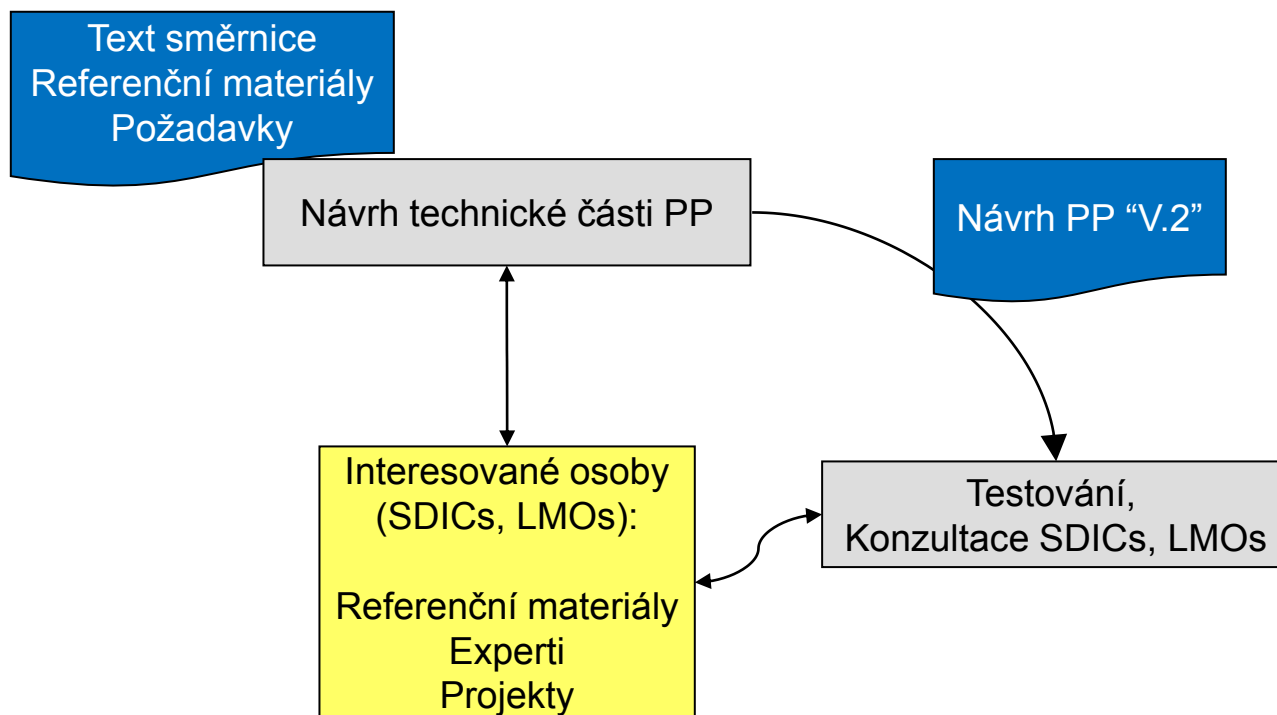 Text směrnice
Referenční materiály
Požadavky
Návrh technické části PP
Návrh PP “V.2”
Interesované osoby
(SDICs, LMOs):
Referenční materiály
Experti
Projekty
Testování,
Konzultace SDICs, LMOs